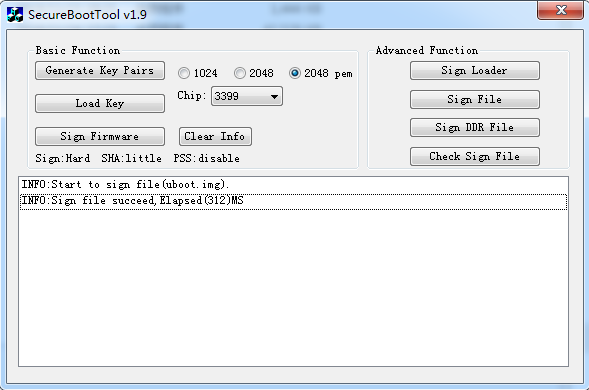 SecureBootTool v1.9
Basic Function
Generate Key Pairs
1024
2048
2048 pem
Load Key
Chip:
3399
Sign Firmware
Clear Info
Sign:Hard SHA:little PSS:disable
Advanced Function
Sign Loader
Sign File
Sign DDR File
Check Sign File
INFO:Start to sign file(uboot.img).
INFO:Sign file succeed,Elapsed(312)MS